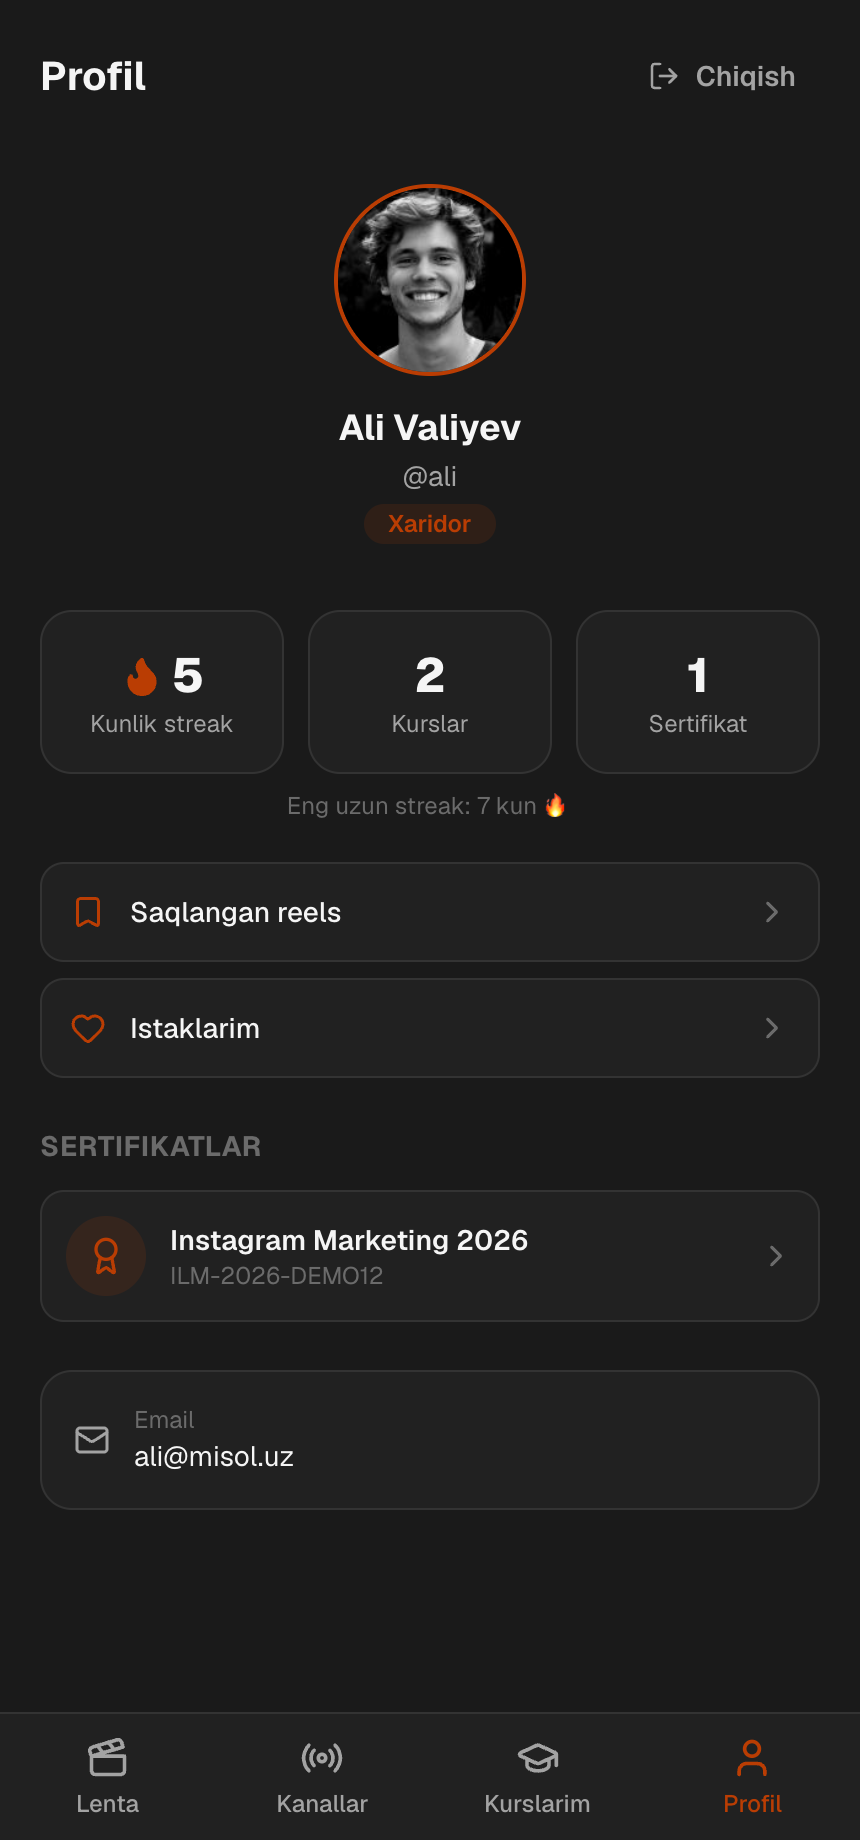 Profil
Chiqish
Ali Valiyev
@ali
Xaridor
5
Kunlik streak
2
Kurslar
1
Sertifikat
Eng uzun streak: 7 kun 🔥
Saqlangan reels
Istaklarim
SERTIFIKATLAR
Instagram Marketing 2026
ILM-2026-DEMO12
Email
ali@misol.uz
Lenta
Kanallar
Kurslarim
Profil